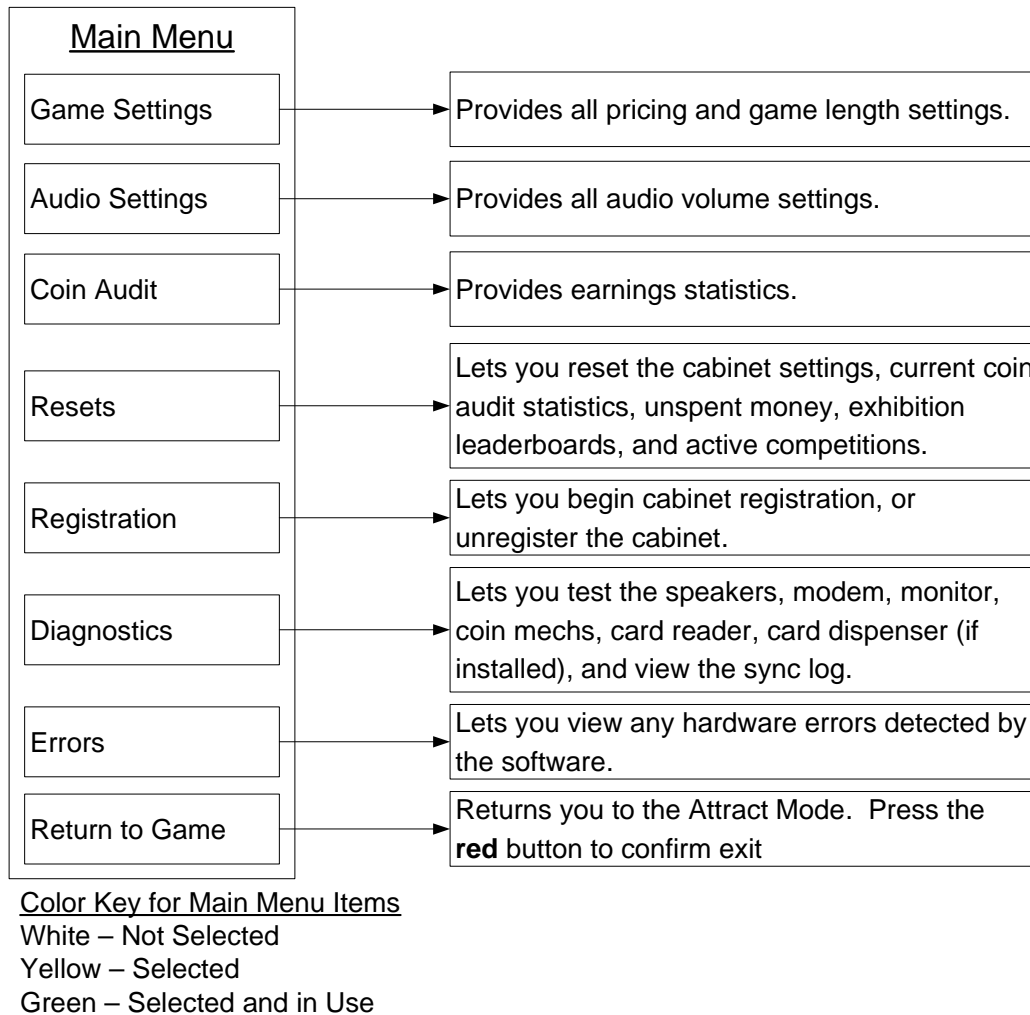 Main Menu
Game Settings
Provides all pricing and game length settings.
Audio Settings
Provides all audio volume settings.
Coin Audit
Provides earnings statistics.
Resets
Lets you reset the cabinet settings, current coin
audit statistics, unspent money, exhibition
leaderboards, and active competitions.
Registration
Lets you begin cabinet registration, or
unregister the cabinet.
Diagnostics
Lets you test the speakers, modem, monitor,
coin mechs, card reader, card dispenser (if
installed), and view the sync log.
Errors
Lets you view any hardware errors detected by
the software.
Return to Game
Returns you to the Attract Mode.  Press the
red button to confirm exit
Color Key for Main Menu Items
White – Not Selected
Yellow – Selected
Green – Selected and in Use